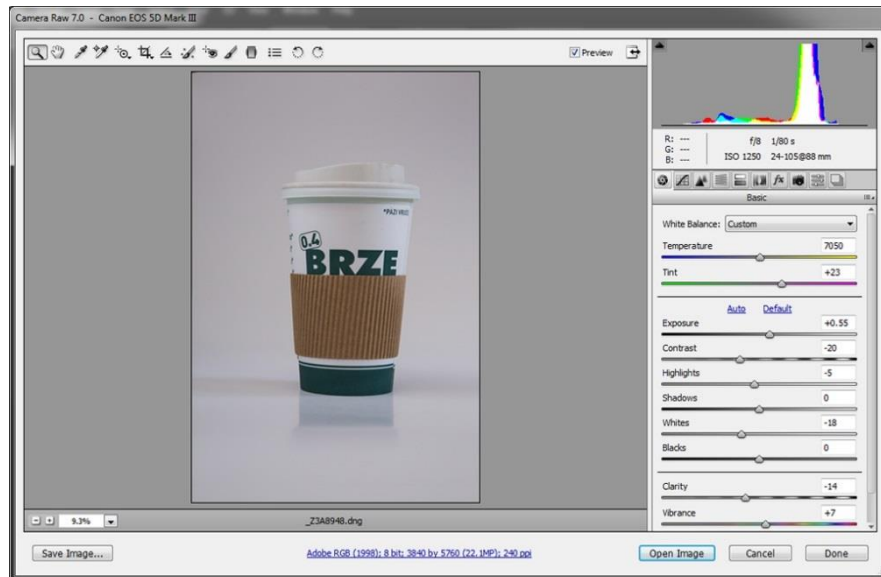 Camera Raw 7.0 - Canon EOS 5D Mark III
Preview
*PAZI VRUĆE
0.4
BRZE
R: ---
G: ---
B: ---
f/8 1/80 s
ISO 1250 24-105@88 mm
fx
Basic
White Balance: Custom
Temperature 7050
Tint +23
Auto Default
Exposure +0.55
Contrast -20
Highlights -5
Shadows 0
Whites -18
Blacks 0
Clarity -14
Vibrance +7
9.3%
_Z3A8948.dng
Save Image...
Adobe RGB (1998); 8 bit; 3840 by 5760 (22.1MP); 240 ppi
Open Image
Cancel
Done